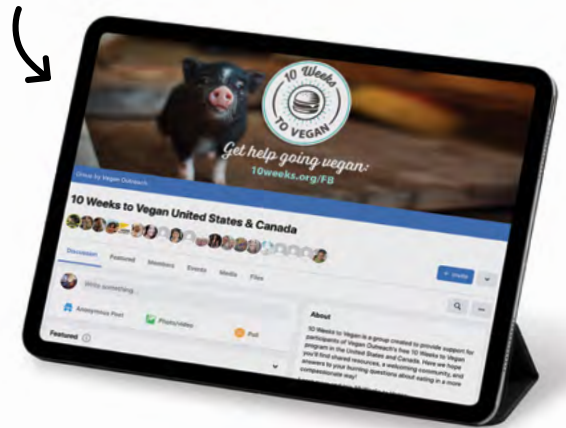 10 Weeks
TO VEGAN
Get help going vegan:
10weeks.org/FB
Group by Vegan Outreach
10 Weeks to Vegan United States & Canada
+ Invite
Discussion
Featured
Members
Events
Media
Files
Write something...
Anonymous Post
Photo/video
Poll
Featured
About
10 Weeks to Vegan is a group created to provide support for
participants of Vegan Outreach's free 10 Weeks to Vegan
program in the United States and Canada. Here we hope
you'll find shared resources, a welcoming community, and
answers to your burning questions about eating in a more
compassionate way!